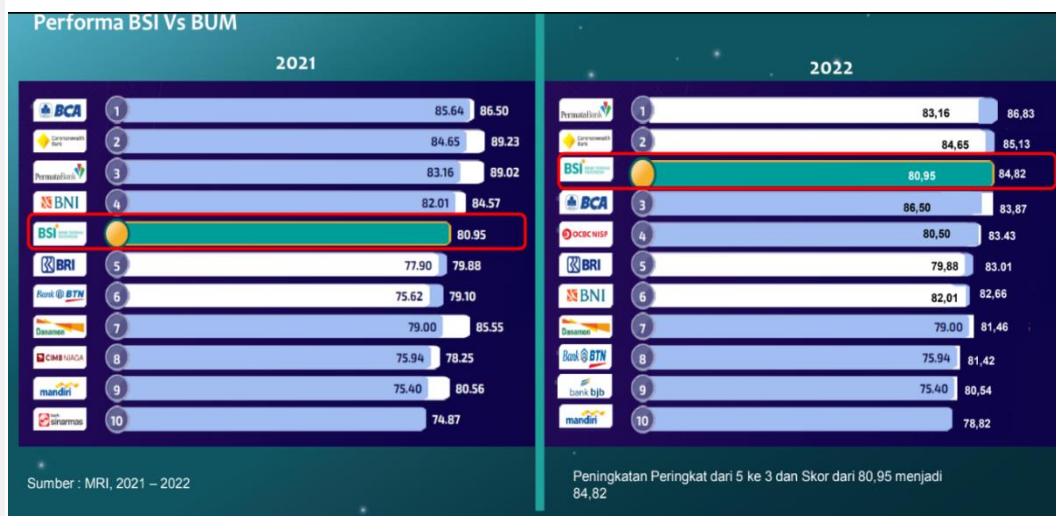 Performa BSI Vs BUM
2021
BCA 1 85.64 86.50
Commonwealth Bank 2 84.65 89.23
PermataBank 3 83.16 89.02
BNI 4 82.01 84.57
BSI 80.95
BRI 5 77.90 79.88
Bank BTN 6 75.62 79.10
Danamon 7 79.00 85.55
CIMB NIAGA 8 75.94 78.25
mandiri 9 75.40 80.56
bank sinarmas 10 74.87
Sumber : MRI, 2021 – 2022
2022
PermataBank 1 83,16 86,83
Commonwealth Bank 2 84,65 85,13
BSI 80,95 84,82
BCA 3 86,50 83,87
OCBC NISP 4 80,50 83.43
BRI 5 79,88 83.01
BNI 6 82,01 82,66
Danamon 7 79.00 81,46
Bank BTN 8 75.94 81,42
bank bjb 9 75.40 80,54
mandiri 10 78,82
Peningkatan Peringkat dari 5 ke 3 dan Skor dari 80,95 menjadi
84,82